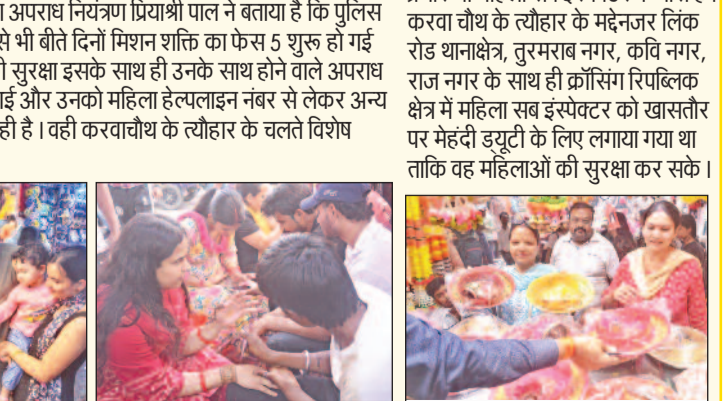 अपराध नियंत्रण प्रियाश्री पाल ने बताया है कि पुलिस
से भी बीते दिनों मिशन शक्ति का फेस 5 शुरू हो गई
सुरक्षा इसके साथ ही उनके साथ होने वाले अपराध
और उनको महिला हेल्पलाइन नंबर से लेकर अन्य
है । वही करवाचौथ के त्यौहार के चलते विशेष
करवा चौथ के त्यौहार के मद्देनजर लिंक
रोड थानाक्षेत्र, तुरमराब नगर, कवि नगर,
राज नगर के साथ ही क्रॉसिंग रिपब्लिक
क्षेत्र में महिला सब इंस्पेक्टर को खासतौर
पर मेहंदी ड्यूटी के लिए लगाया गया था
ताकि वह महिलाओं की सुरक्षा कर सके ।